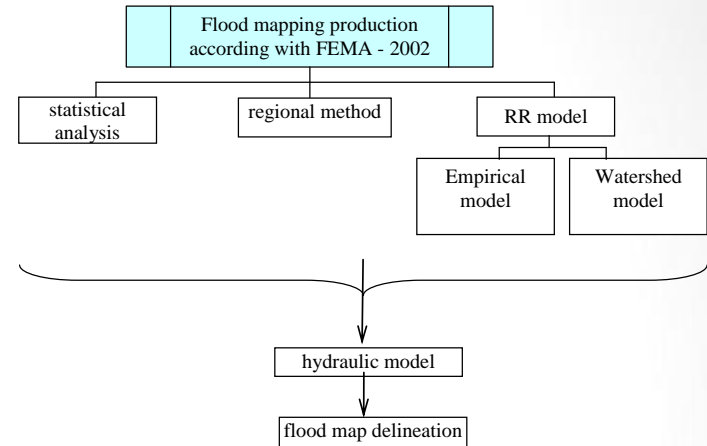 Flood mapping production
according with FEMA - 2002
statistical
analysis
regional method
RR model
Empirical
model
Watershed
model
hydraulic model
flood map delineation